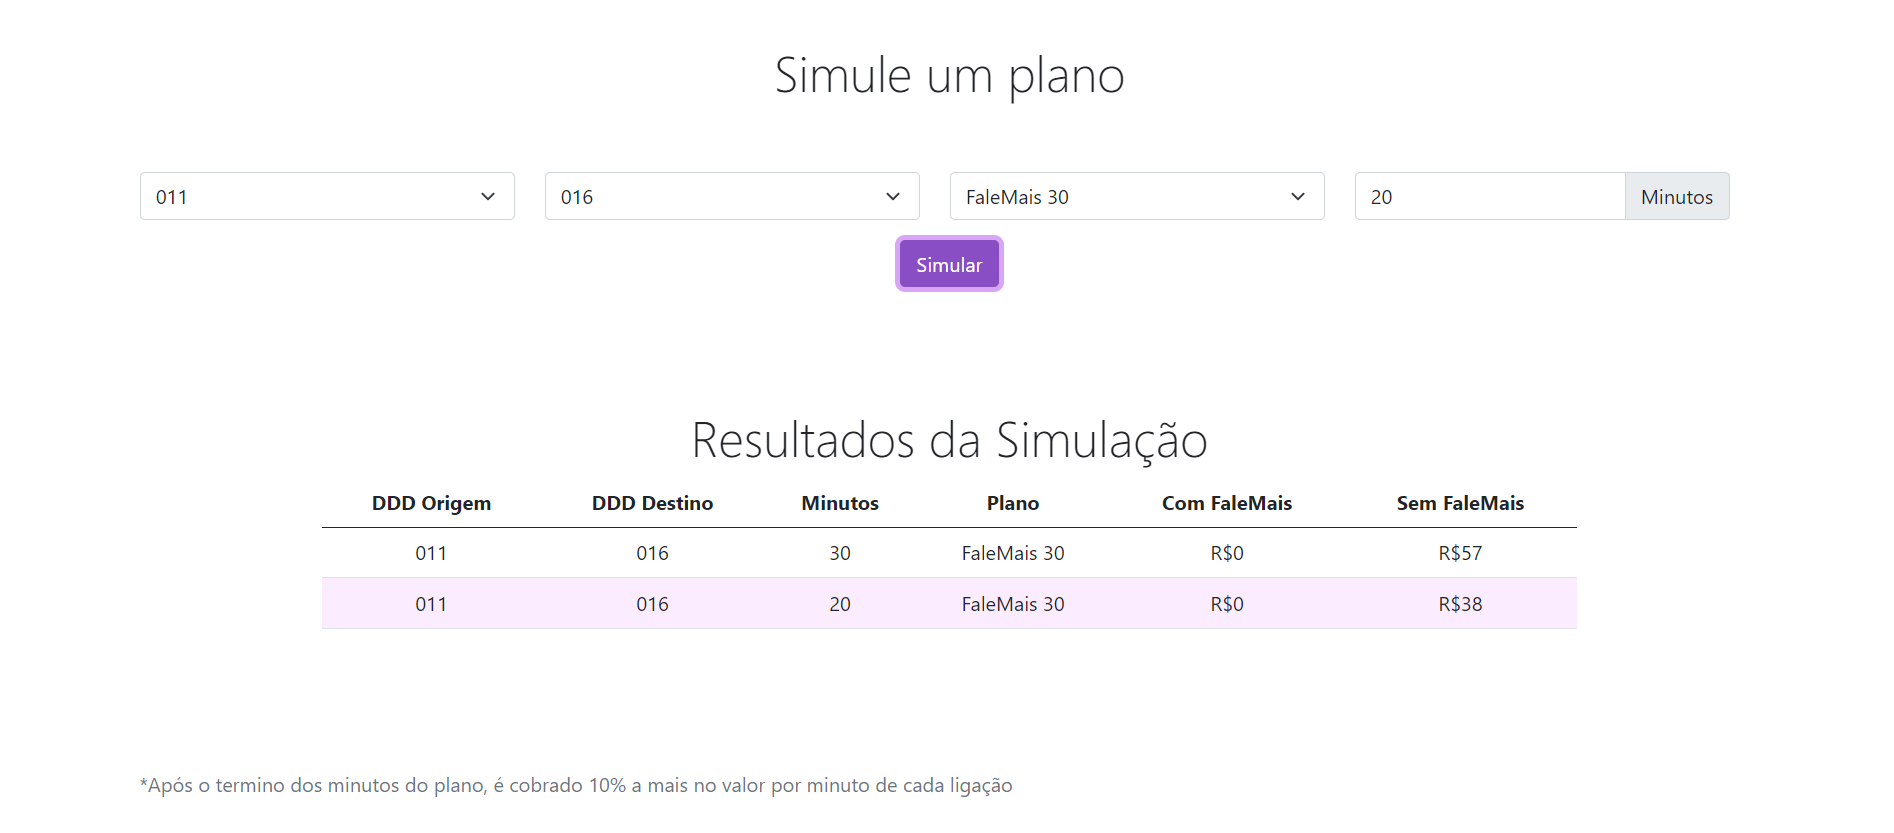 Simule um plano
011 016 FaleMais 30 20 Minutos
Simular
Resultados da Simulação
DDD Origem DDD Destino Minutos Plano Com FaleMais Sem FaleMais
011 016 30 FaleMais 30 R$0 R$57
011 016 20 FaleMais 30 R$0 R$38
*Após o termino dos minutos do plano, é cobrado 10% a mais no valor por minuto de cada ligação